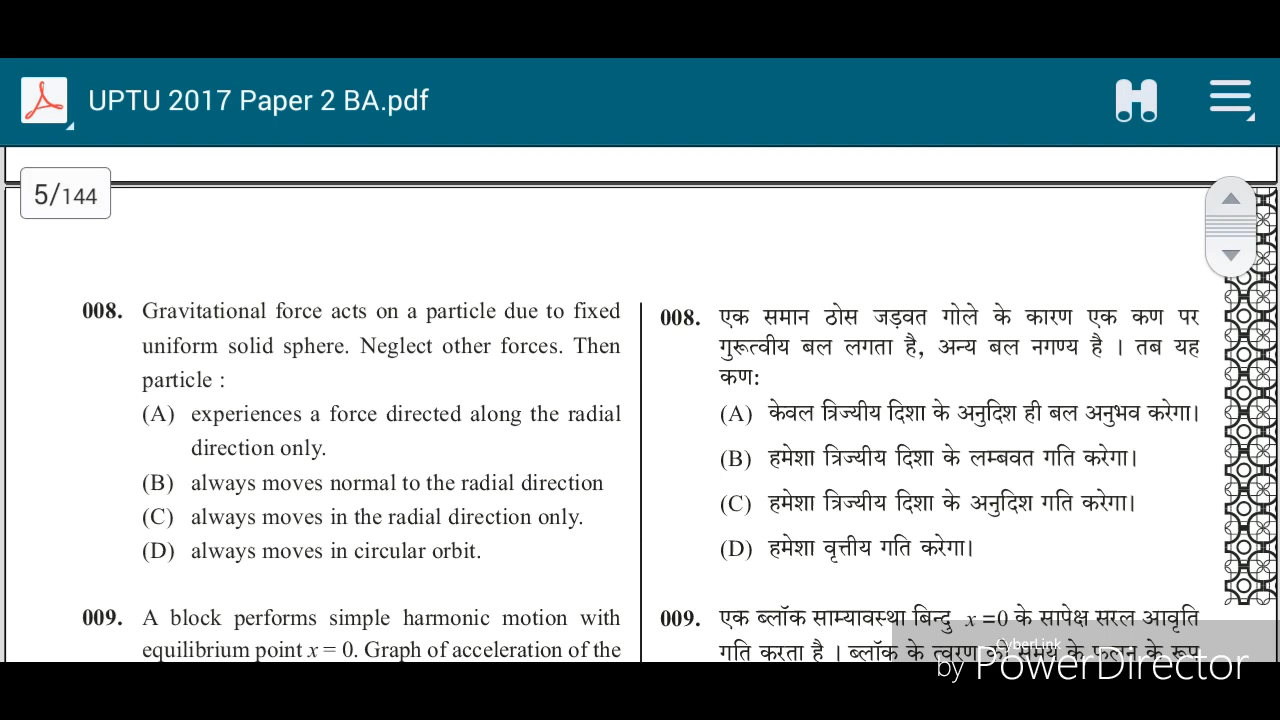 UPTU 2017 Paper 2 BA.pdf
5/144
008. Gravitational force acts on a particle due to fixed
uniform solid sphere. Neglect other forces. Then
particle :
(A) experiences a force directed along the radial
direction only.
(B) always moves normal to the radial direction
(C) always moves in the radial direction only.
(D) always moves in circular orbit.
009. A block performs simple harmonic motion with
equilibrium point x = 0. Graph of acceleration of the
008. एक समान ठोस जड़वत गोले के कारण एक कण पर
गुरूत्वीय बल लगता है, अन्य बल नगण्य है । तब यह
कण:
(A) केवल त्रिज्यीय दिशा के अनुदिश ही बल अनुभव करेगा।
(B) हमेशा त्रिज्यीय दिशा के लम्बवत गति करेगा।
(C) हमेशा त्रिज्यीय दिशा के अनुदिश गति करेगा।
(D) हमेशा वृत्तीय गति करेगा।
009. एक ब्लॉक साम्यावस्था बिन्दु x =0 के सापेक्ष सरल आवृति
गति करता है । ब्लॉक के त्वरण को समय के फलन के रूप
CyberLink
by PowerDirector